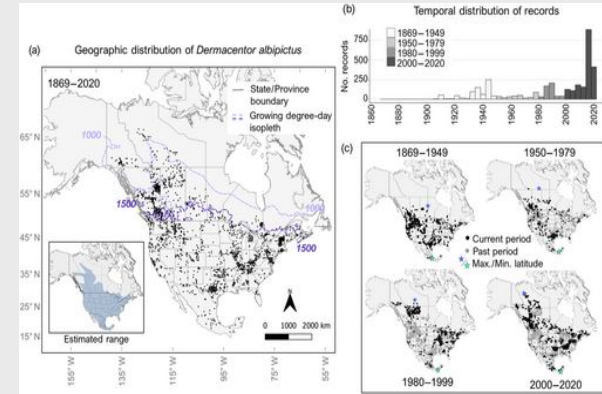 (a) Geographic distribution of Dermacentor albipictus
1869–2020
State/Province
boundary
Growing degree-day
isopleth
1000
1500
1500
1000
1500
65° N
55° N
45° N
35° N
25° N
15° N
Estimated range
N
0 1000 2000 km
155° W
135° W
115° W
95° W
75° W
55° W
(b) Temporal distribution of records
No. records
750
500
250
0
1869–1949
1950–1979
1980–1999
2000–2020
1860
1880
1900
1920
1940
1960
1980
2000
2020
(c)
1869–1949
1950–1979
Current period
Past period
Max./Min. latitude
1980–1999
2000–2020